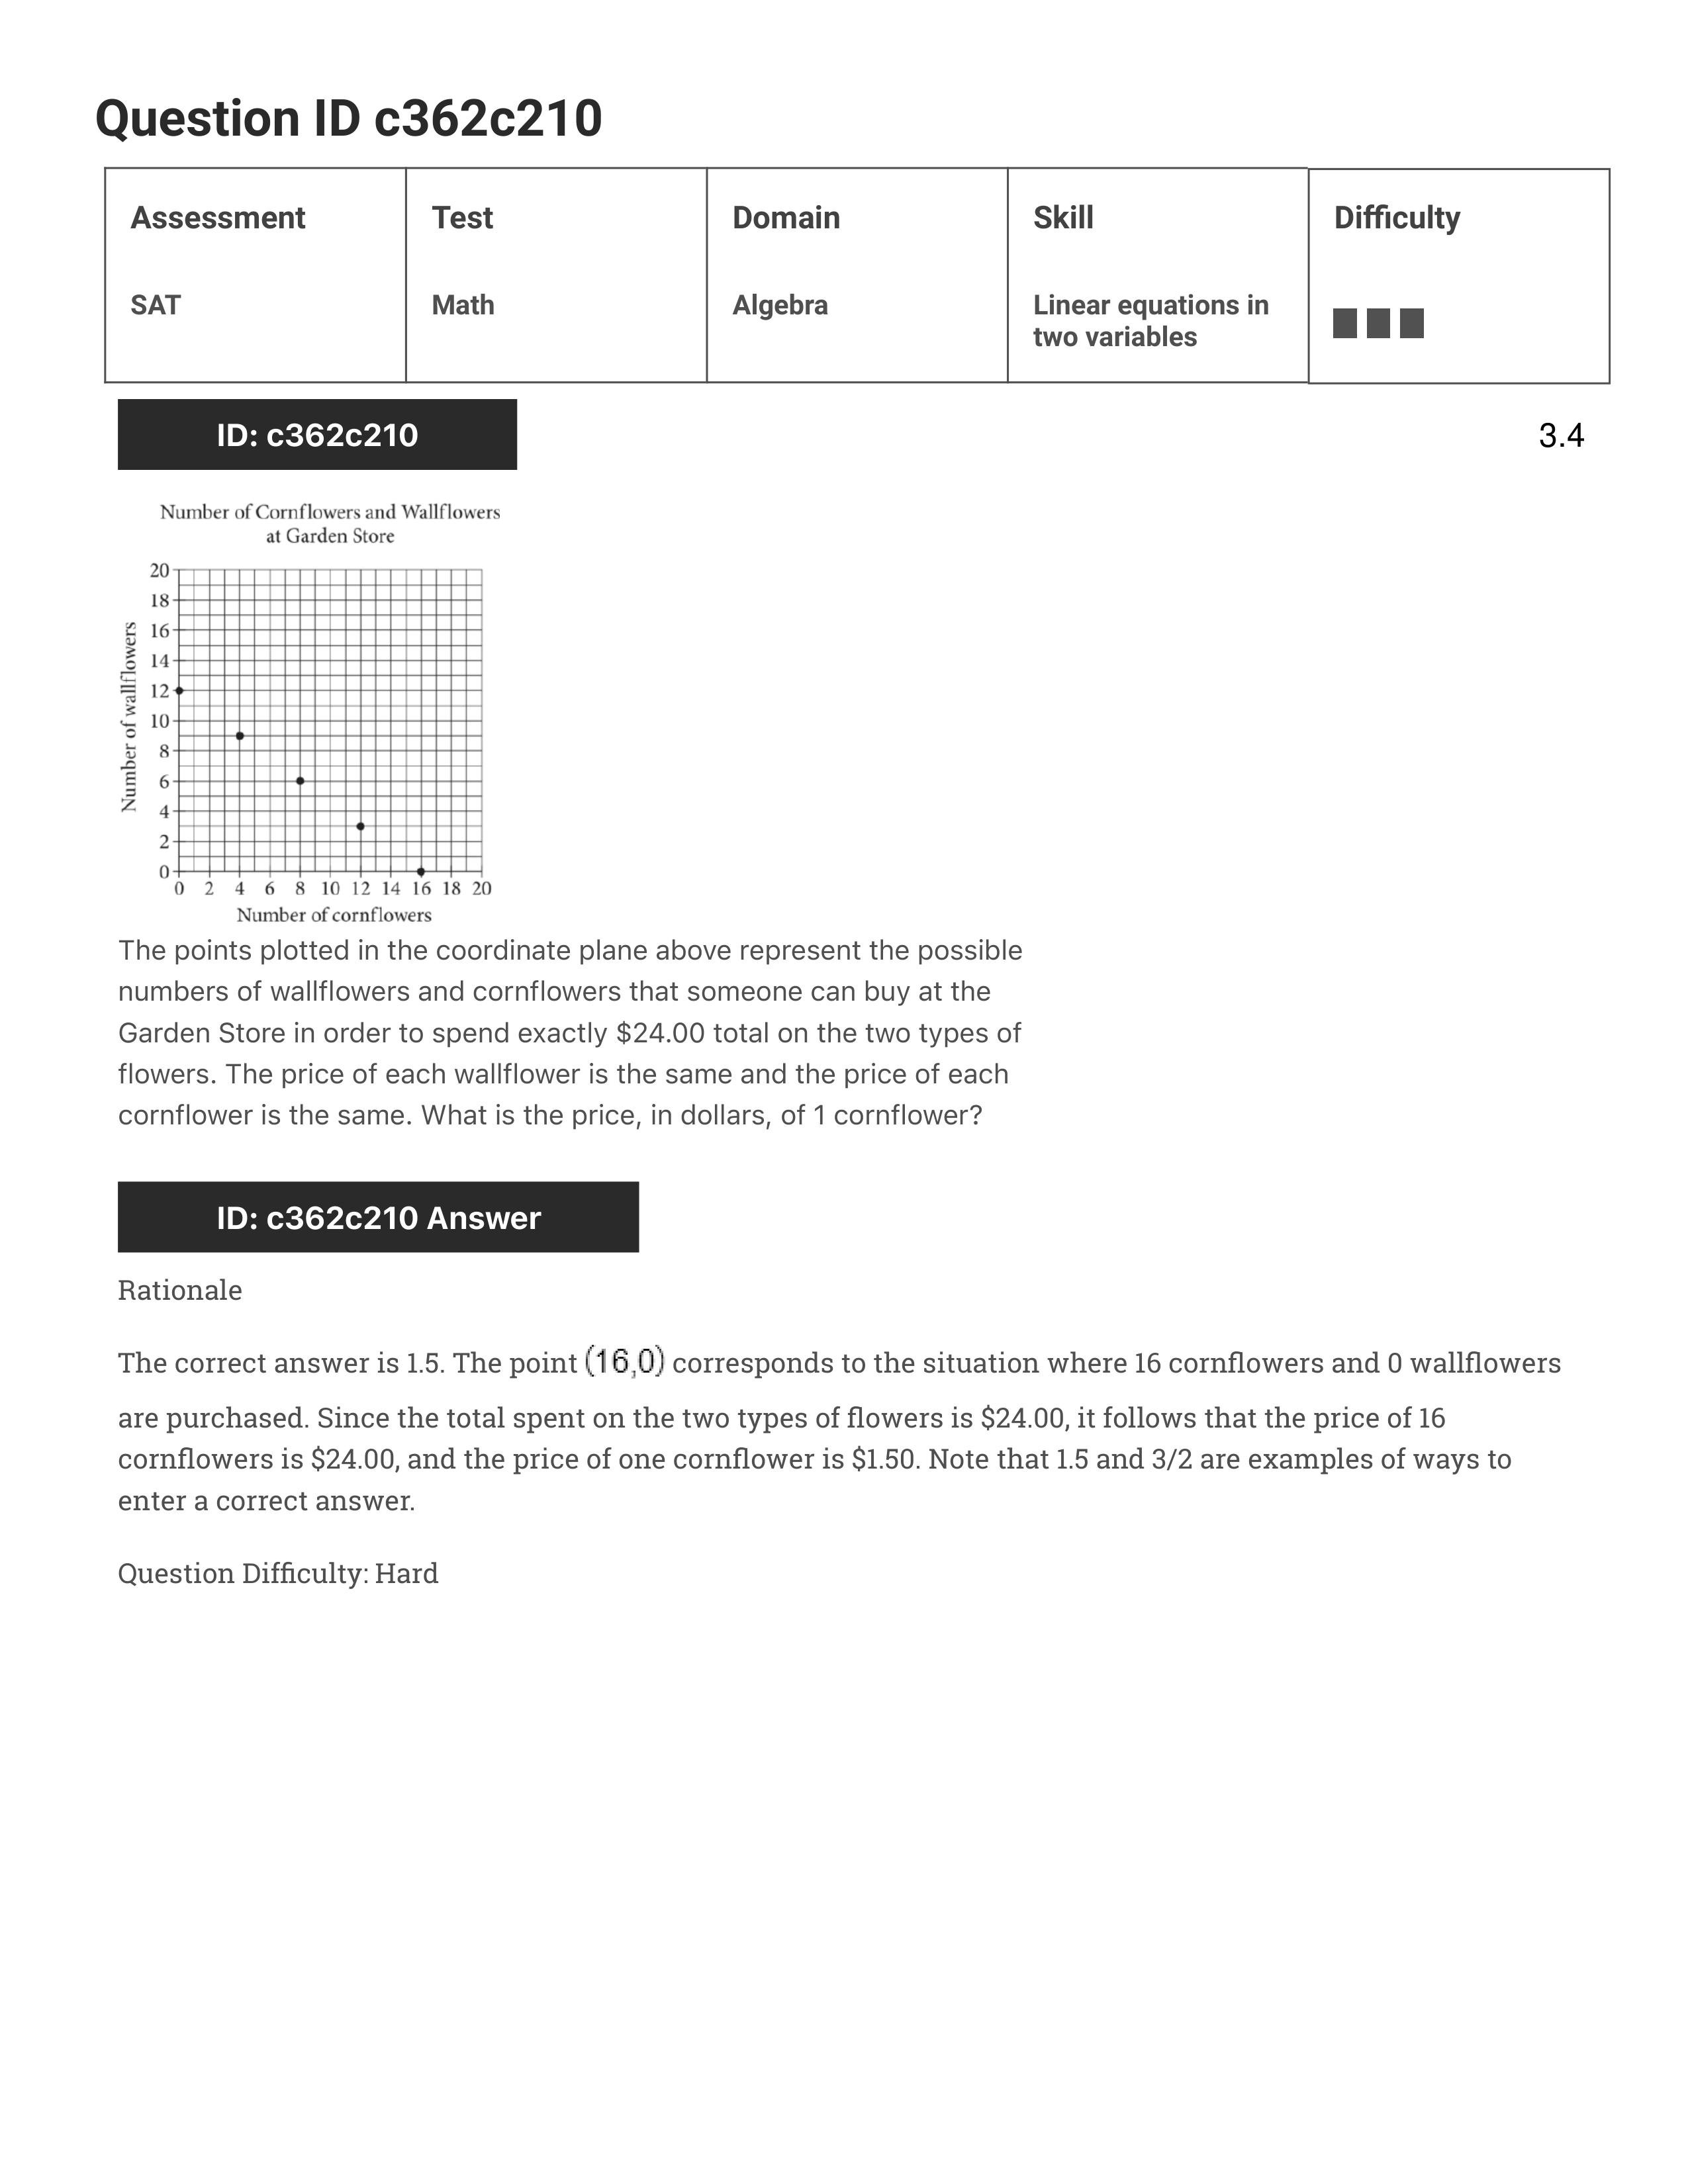 Question ID c362c210
Assessment
Test
Domain
Skill
Difficulty
SAT
Math
Algebra
Linear equations in
two variables
ID: c362c210
3.4
Number of Cornflowers and Wallflowers
at Garden Store
Number of wallflowers
20
18
16
14
12
10
8
6
4
2
0
0 2 4 6 8 10 12 14 16 18 20
Number of cornflowers
The points plotted in the coordinate plane above represent the possible
numbers of wallflowers and cornflowers that someone can buy at the
Garden Store in order to spend exactly $24.00 total on the two types of
flowers. The price of each wallflower is the same and the price of each
cornflower is the same. What is the price, in dollars, of 1 cornflower?
ID: c362c210 Answer
Rationale
The correct answer is 1.5. The point (16,0) corresponds to the situation where 16 cornflowers and 0 wallflowers
are purchased. Since the total spent on the two types of flowers is $24.00, it follows that the price of 16
cornflowers is $24.00, and the price of one cornflower is $1.50. Note that 1.5 and 3/2 are examples of ways to
enter a correct answer.
Question Difficulty: Hard